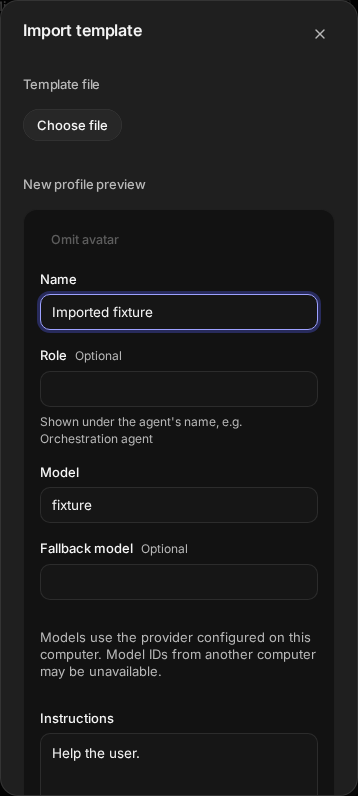 Import template
Template file
Choose file
New profile preview
Omit avatar
Name
Imported fixture
Role Optional
Shown under the agent's name, e.g.
Orchestration agent
Model
fixture
Fallback model Optional
Models use the provider configured on this
computer. Model IDs from another computer
may be unavailable.
Instructions
Help the user.